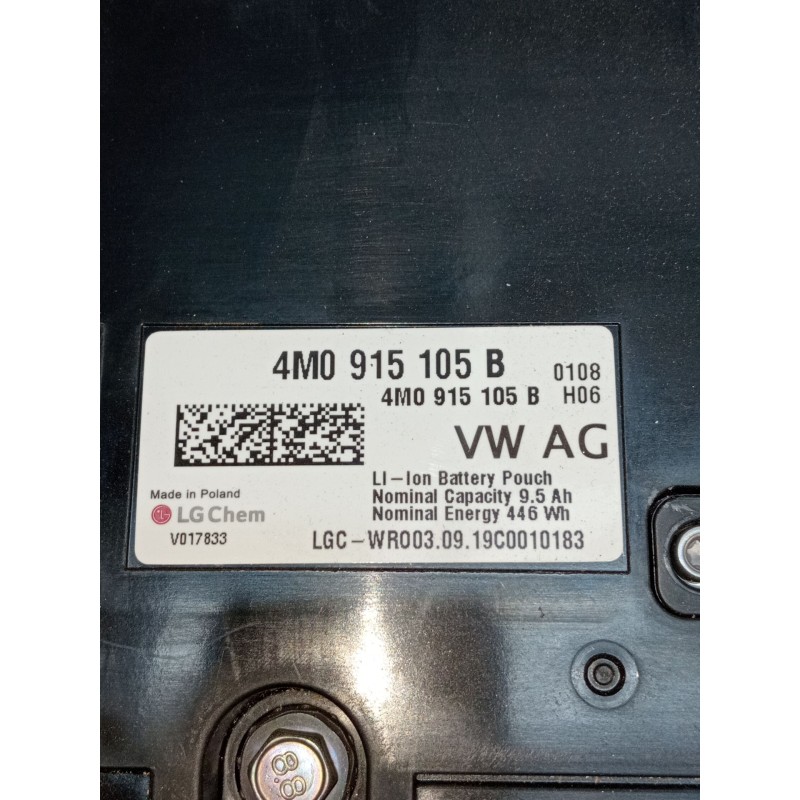 4M0 915 105 B 0108
4M0 915 105 B H06
VW AG
LI-Ion Battery Pouch
Nominal Capacity 9.5 Ah
Nominal Energy 446 Wh
Made in Poland
LG Chem
V017833
LGC-WR003.09.19C0010183
8.8